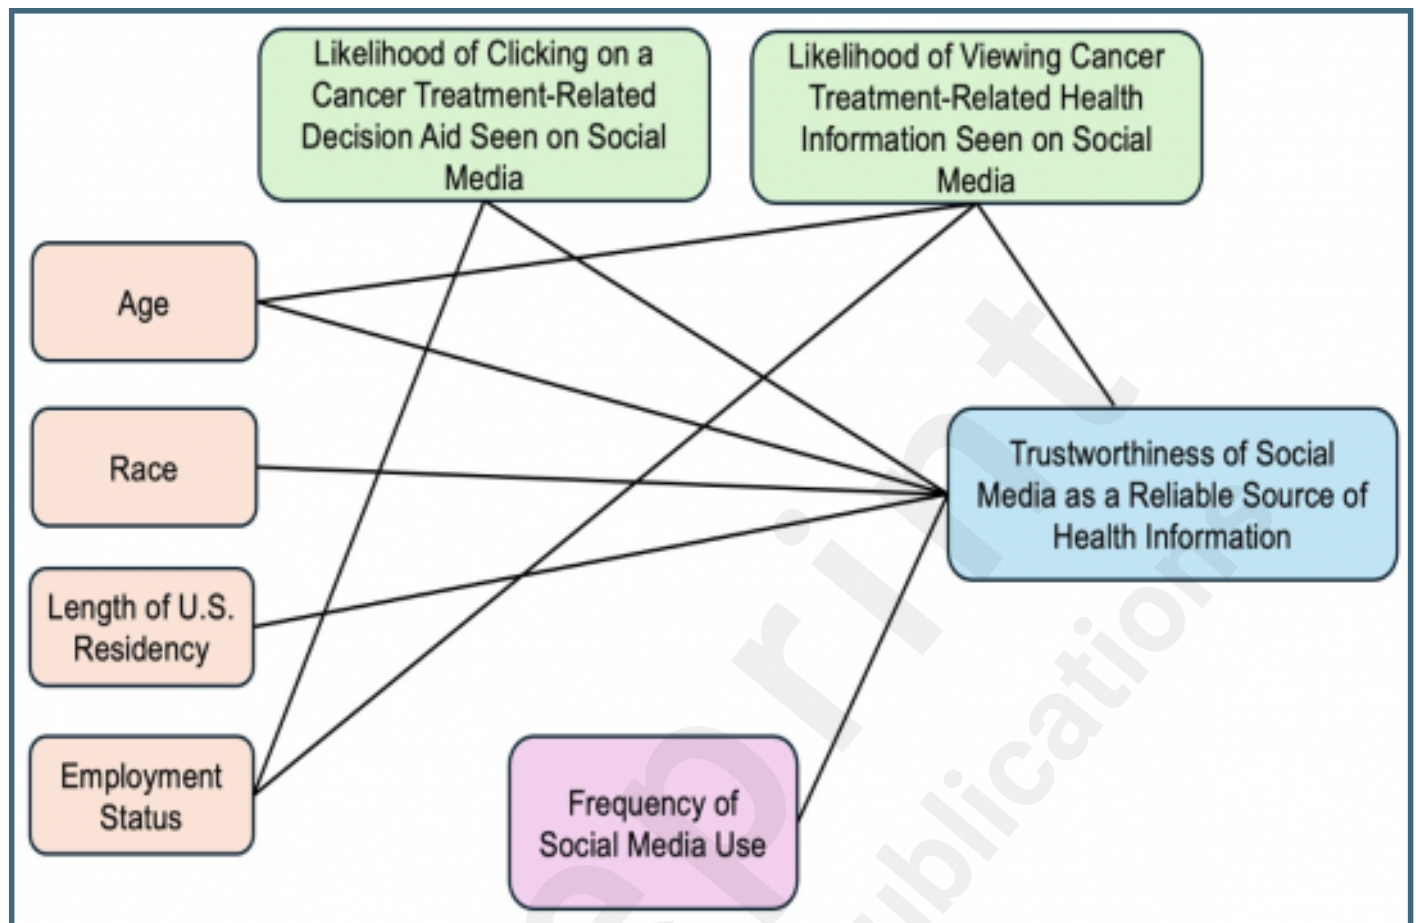 Likelihood of Clicking on a
Cancer Treatment-Related
Decision Aid Seen on Social
Media
Likelihood of Viewing Cancer
Treatment-Related Health
Information Seen on Social
Media
Age
Race
Length of U.S.
Residency
Employment
Status
Trustworthiness of Social
Media as a Reliable Source of
Health Information
Frequency of
Social Media Use